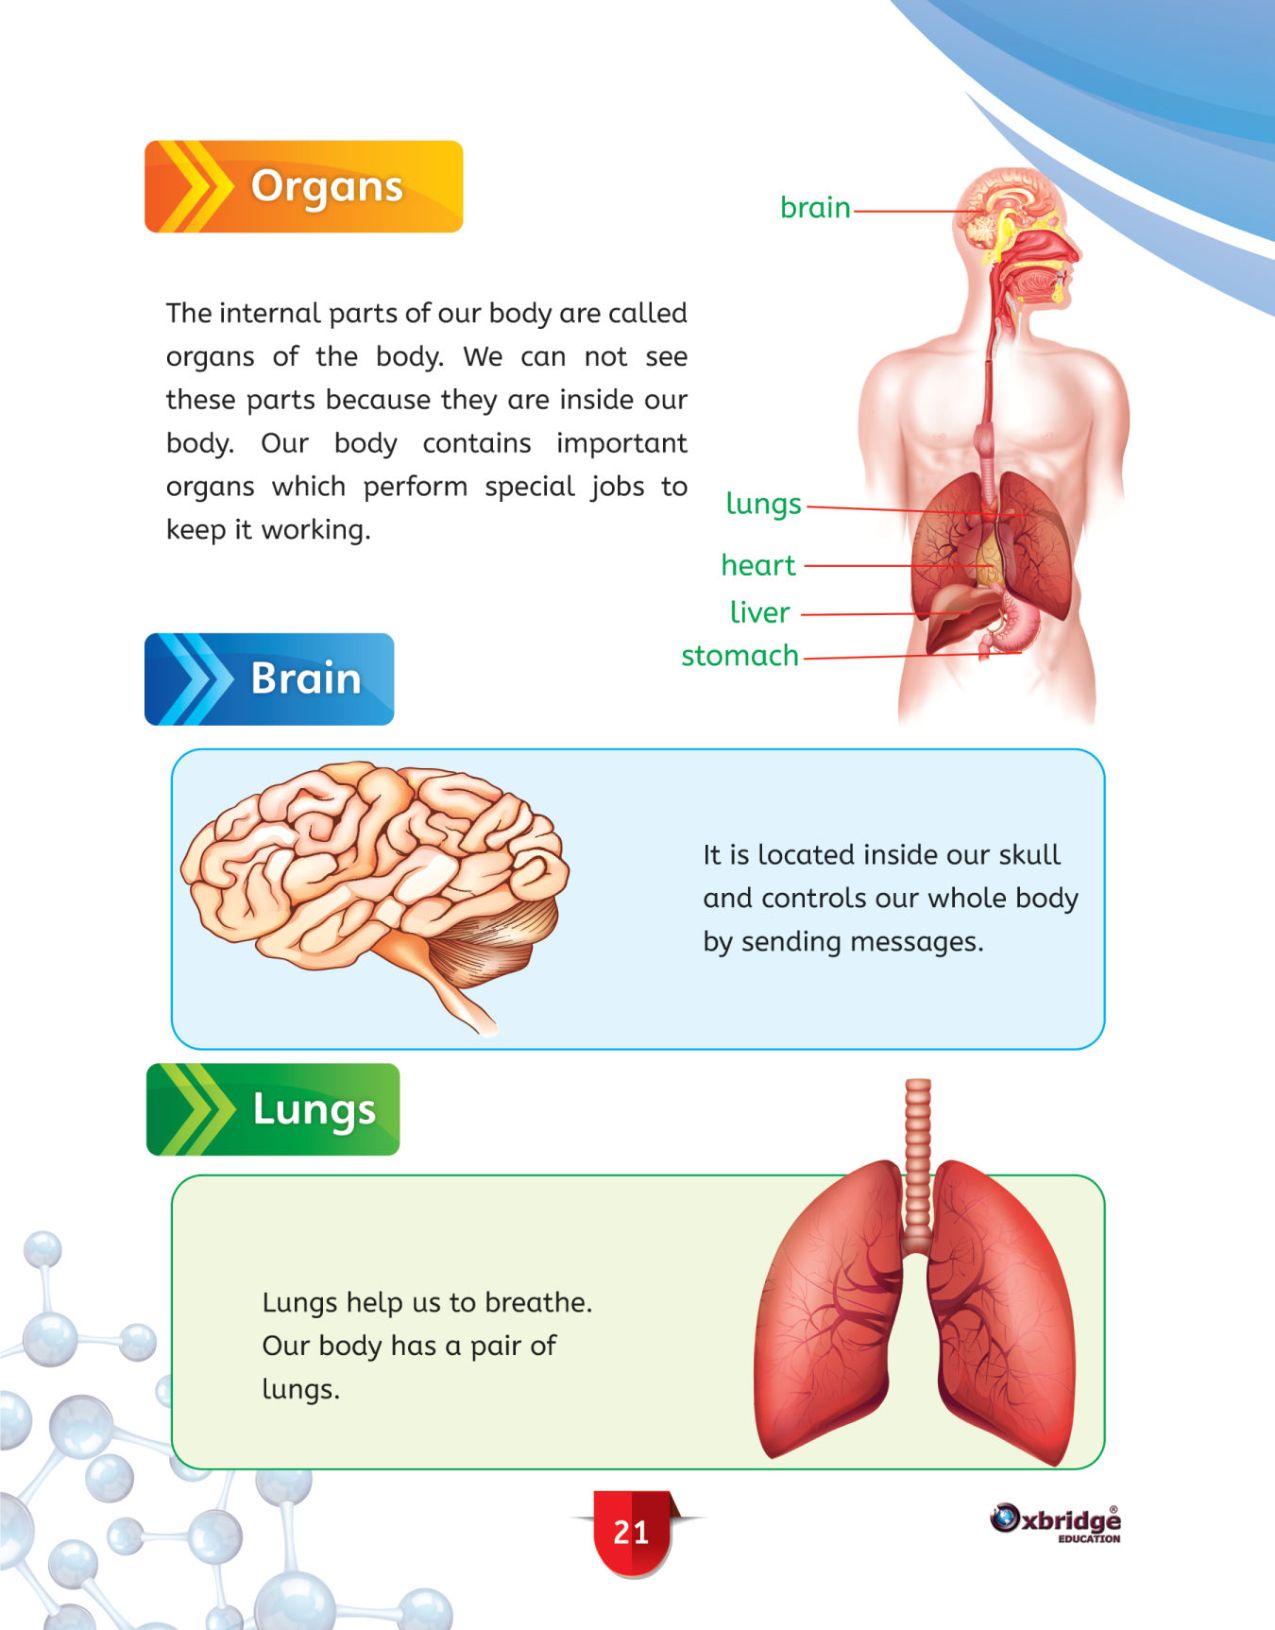 Organs
brain
The internal parts of our body are called
organs of the body. We can not see
these parts because they are inside our
body. Our body contains important
organs which perform special jobs to
keep it working.
lungs
heart
liver
stomach
Brain
It is located inside our skull
and controls our whole body
by sending messages.
Lungs
Lungs help us to breathe.
Our body has a pair of
lungs.
21
Oxbridge®
EDUCATION